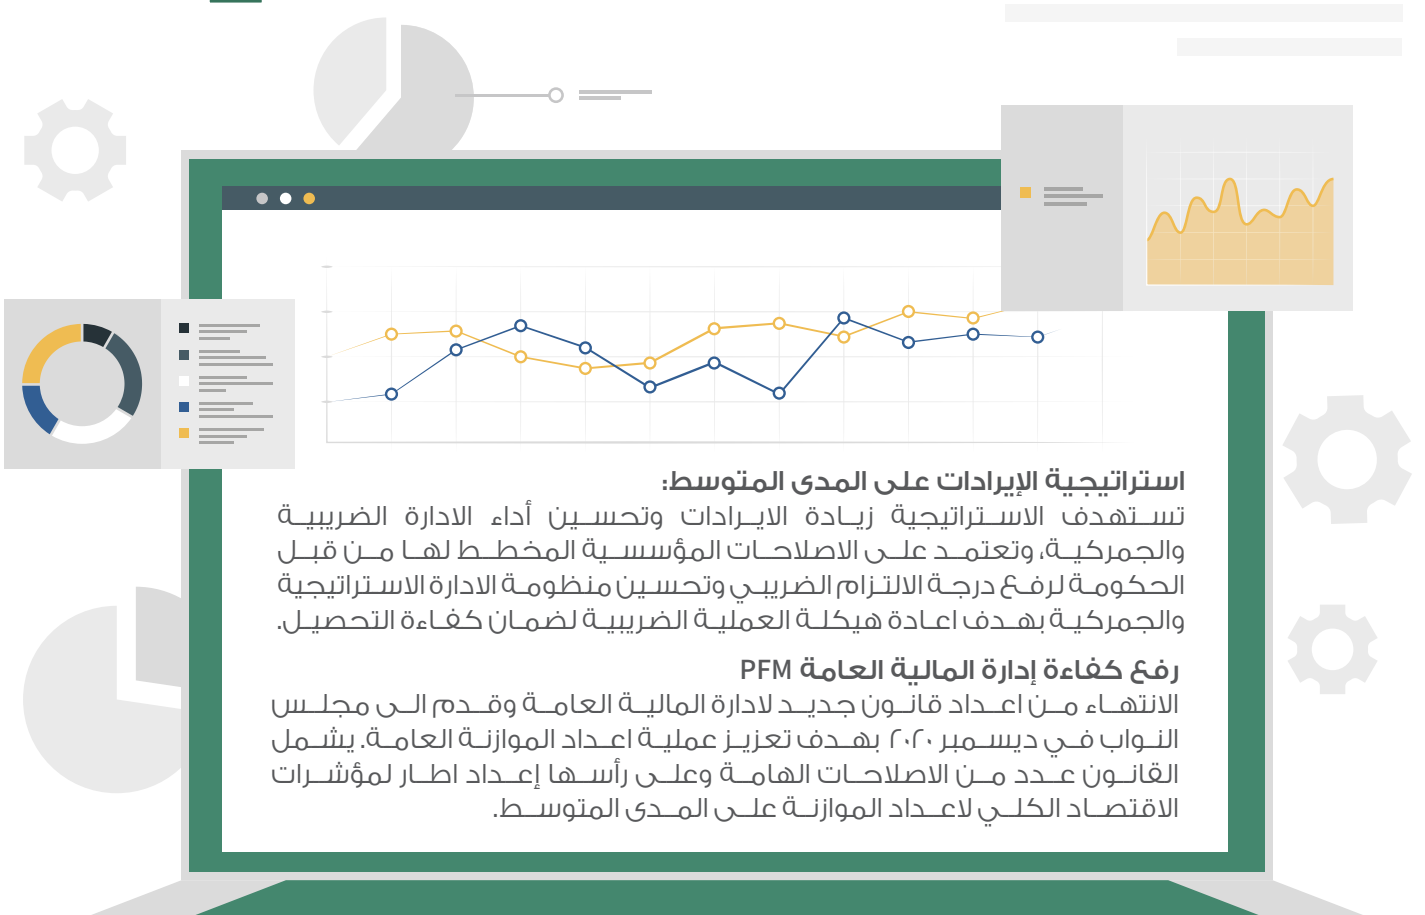 استراتيجية الإيرادات على المدى المتوسط:
تستهدف الاستراتيجية زيادة الايرادات وتحسين أداء الادارة الضريبية
والجمركية، وتعتمد على الاصلاحات المؤسسية المخطط لها من قبل
الحكومة لرفع درجة الالتزام الضريبي وتحسين منظومة الادارة الاستراتيجية
والجمركية بهدف اعادة هيكلة العملية الضريبية لضمان كفاءة التحصيل.
رفع كفاءة إدارة المالية العامة PFM
الانتهاء من اعداد قانون جديد لادارة المالية العامة وقدم الى مجلس
النواب في ديسمبر ٢٠٢٠ بهدف تعزيز عملية اعداد الموازنة العامة. يشمل
القانون عدد من الاصلاحات الهامة وعلى رأسها إعداد اطار لمؤشرات
الاقتصاد الكلي لاعداد الموازنة على المدى المتوسط.